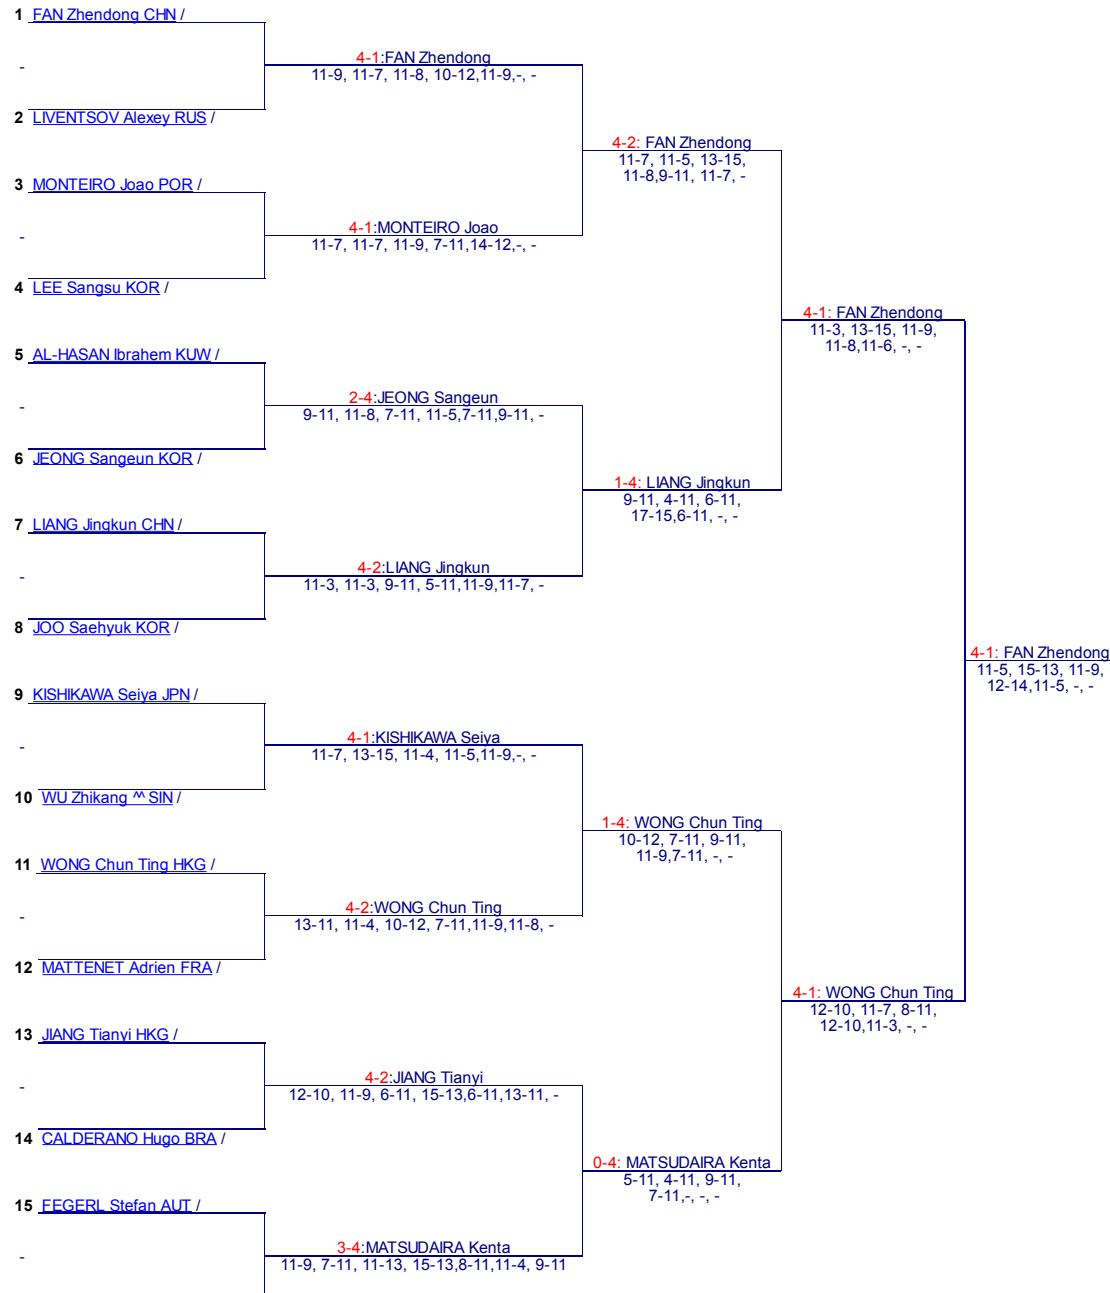 1 FAN Zhendong CHN /
4-1:FAN Zhendong
-
11-9, 11-7, 11-8, 10-12,11-9,-, -
2 LIVENTSOV Alexey RUS /
4-2: FAN Zhendong
11-7, 11-5, 13-15,
11-8,9-11, 11-7, -
3 MONTEIRO Joao POR /
4-1:MONTEIRO Joao
-
11-7, 11-7, 11-9, 7-11,14-12,-, -
4 LEE Sangsu KOR /
4-1: FAN Zhendong
11-3, 13-15, 11-9,
11-8,11-6, -, -
5 AL-HASAN Ibrahem KUW /
2-4:JEONG Sangeun
-
9-11, 11-8, 7-11, 11-5,7-11,9-11, -
6 JEONG Sangeun KOR /
1-4: LIANG Jingkun
9-11, 4-11, 6-11,
17-15,6-11, -, -
7 LIANG Jingkun CHN /
4-2:LIANG Jingkun
-
11-3, 11-3, 9-11, 5-11,11-9,11-7, -
8 JOO Saehyuk KOR /
4-1: FAN Zhendong
11-5, 15-13, 11-9,
12-14,11-5, -, -
9 KISHIKAWA Seiya JPN /
4-1:KISHIKAWA Seiya
-
11-7, 13-15, 11-4, 11-5,11-9,-, -
10 WU Zhikang ^^ SIN /
1-4: WONG Chun Ting
10-12, 7-11, 9-11,
11-9,7-11, -, -
11 WONG Chun Ting HKG /
4-2:WONG Chun Ting
-
13-11, 11-4, 10-12, 7-11,11-9,11-8, -
12 MATTENET Adrien FRA /
4-1: WONG Chun Ting
12-10, 11-7, 8-11,
12-10,11-3, -, -
13 JIANG Tianyi HKG /
4-2:JIANG Tianyi
-
12-10, 11-9, 6-11, 15-13,6-11,13-11, -
14 CALDERANO Hugo BRA /
0-4: MATSUDAIRA Kenta
5-11, 4-11, 9-11,
7-11,-, -, -
15 FEGERL Stefan AUT /
3-4:MATSUDAIRA Kenta
-
11-9, 7-11, 11-13, 15-13,8-11,11-4, 9-11